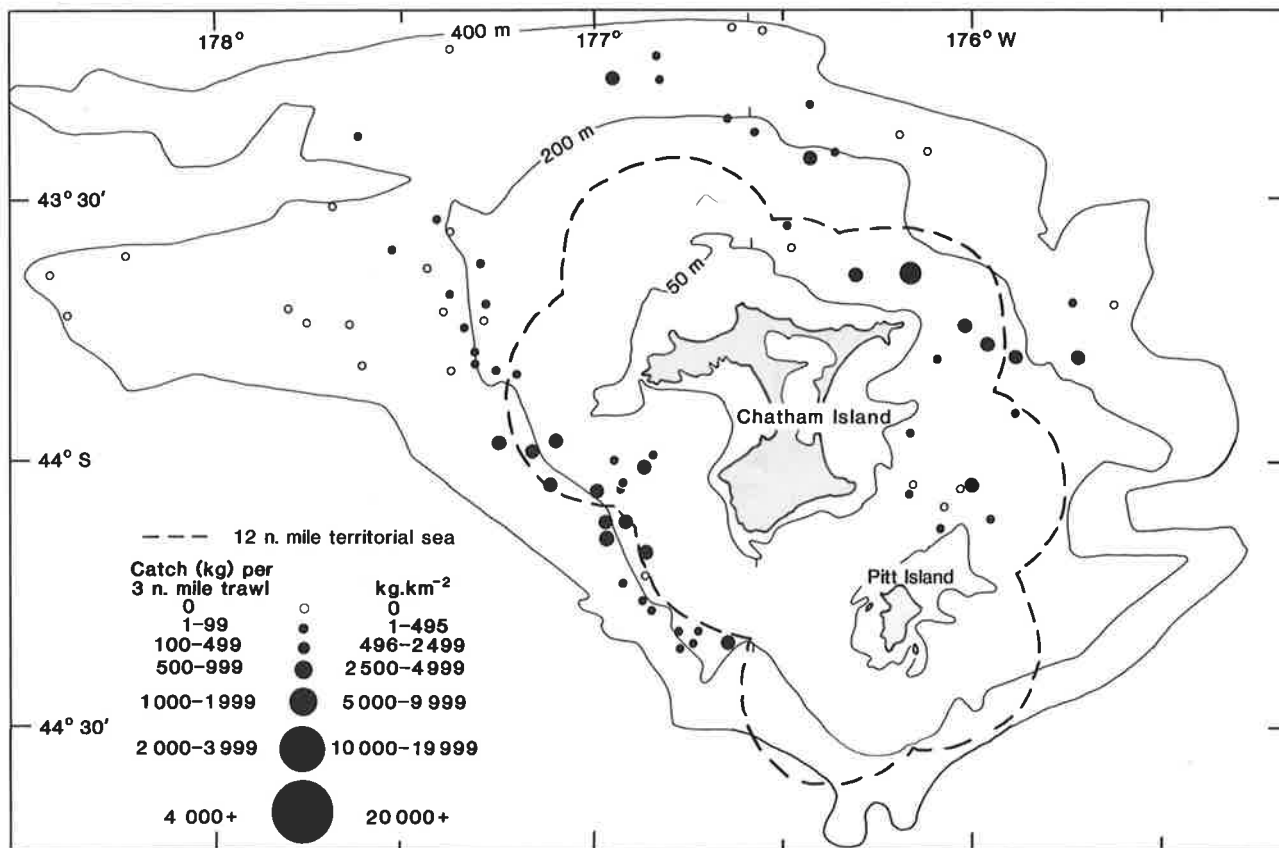 400 m
178°
177°
176° W
200 m
43° 30′
50 m
Chatham Island
44° S
12 n. mile territorial sea
Catch (kg) per
3 n. mile trawl
kg.km⁻²
Pitt Island
0 0
1-99 1-495
100-499 496-2499
500-999 2500-4999
1000-1999 5000-9999
44° 30′
2000-3999 10000-19999
4000+ 20000+